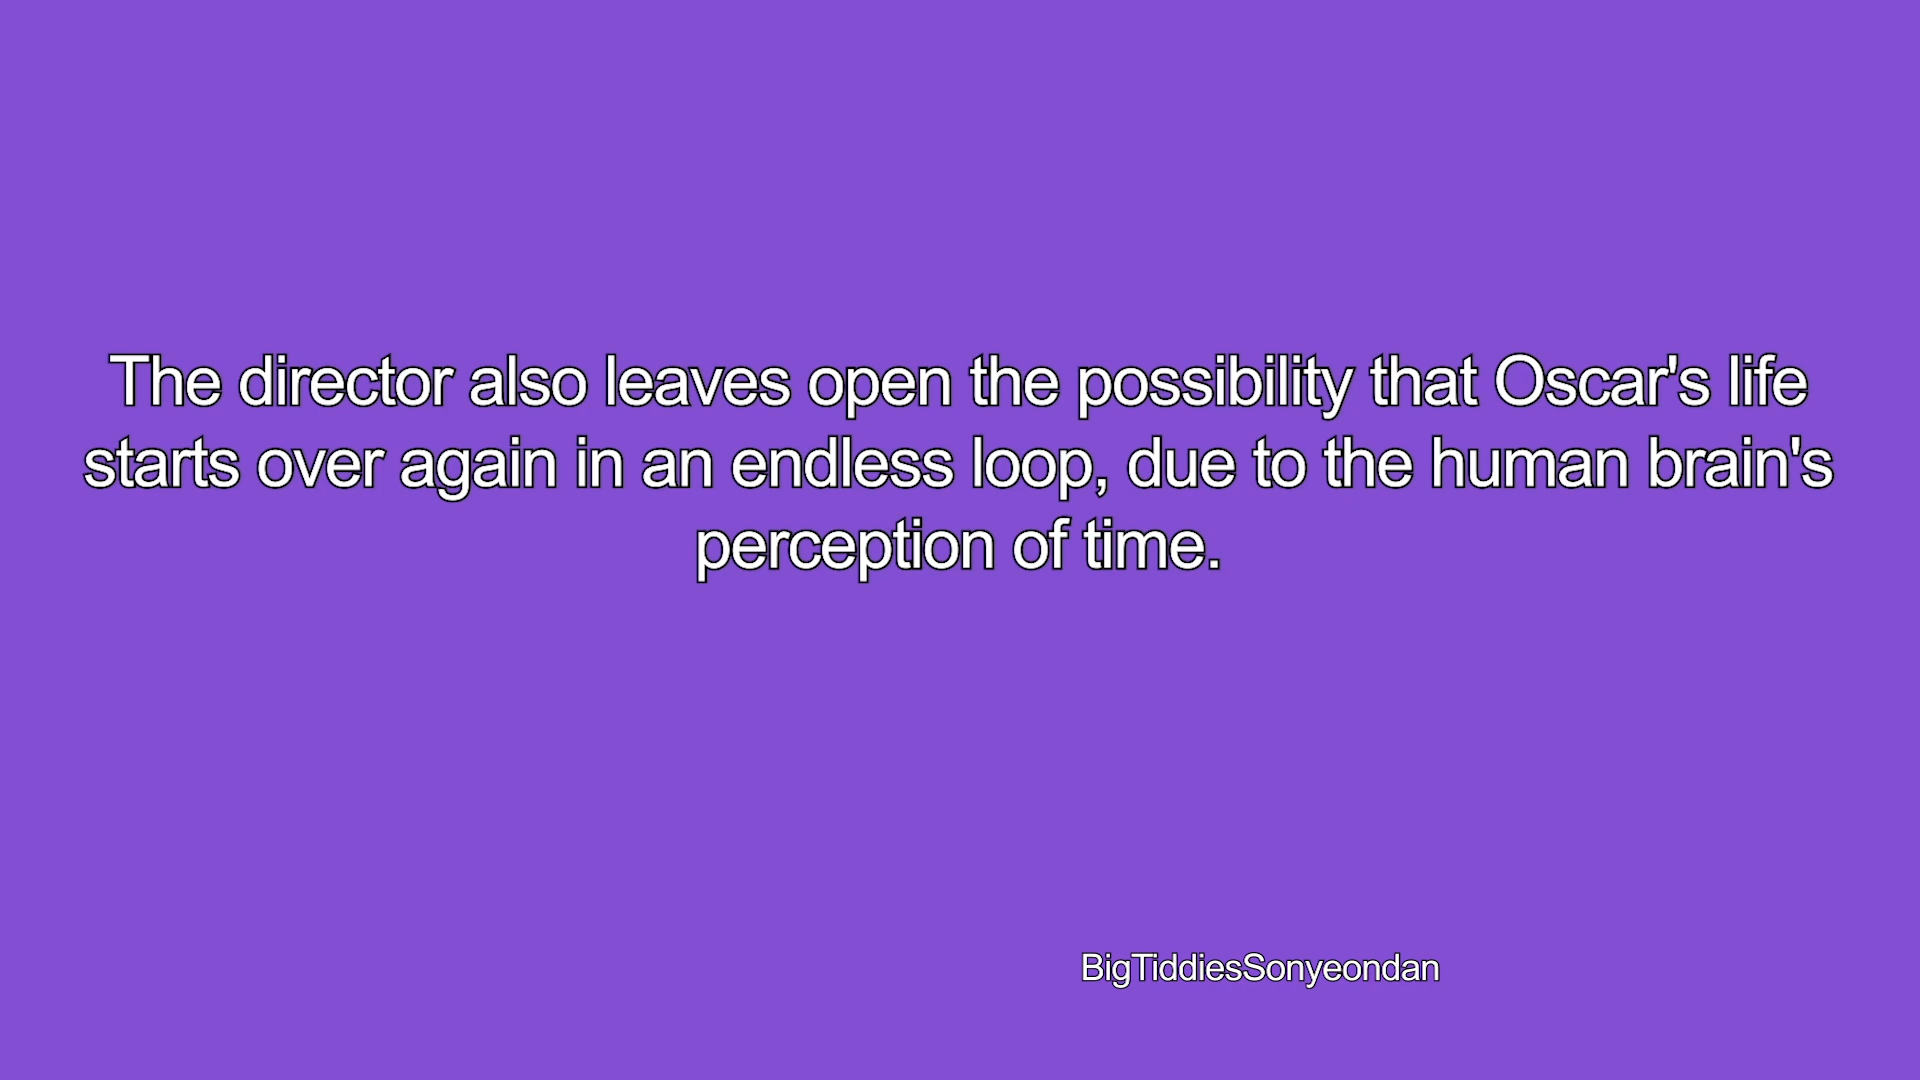 The director also leaves open the possibility that Oscar's life
starts over again in an endless loop, due to the human brain's
perception of time.
BigTiddiesSonyeondan